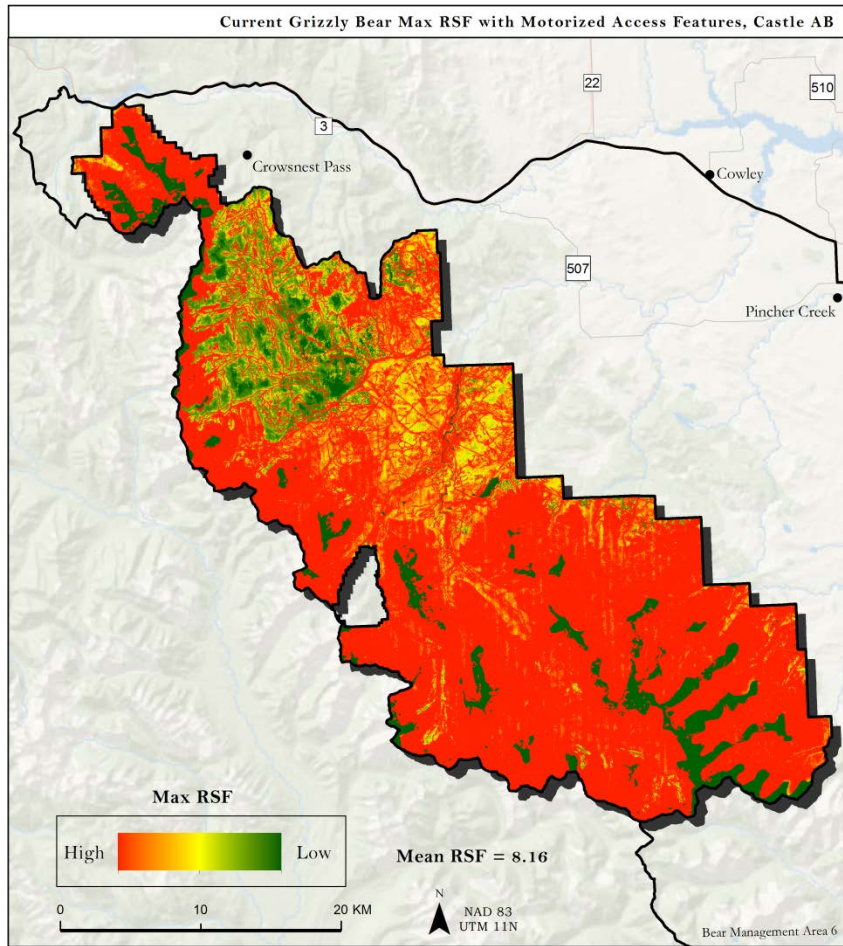 Current Grizzly Bear Max RSF with Motorized Access Features, Castle AB
22
510
3
Crowsnest Pass
Cowley
507
Pincher Creek
Max RSF
High
Low
Mean RSF = 8.16
0
10
20 KM
N
NAD 83
UTM 11N
Bear Management Area 6